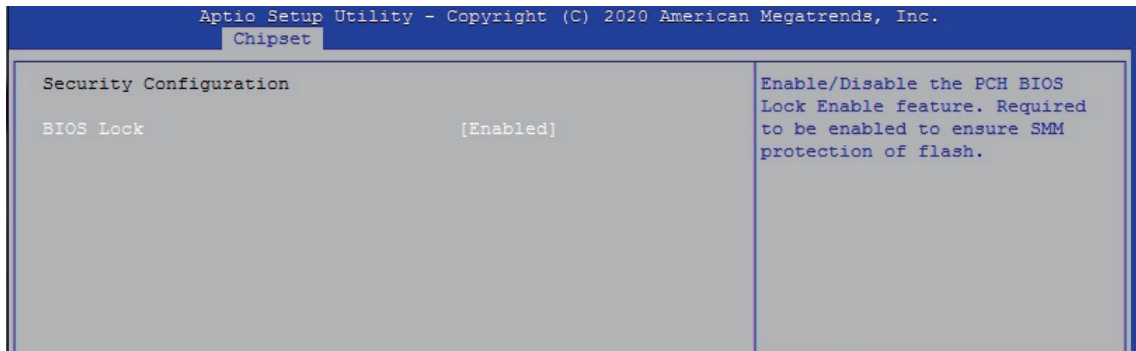 Aptio Setup Utility - Copyright (C) 2020 American Megatrends, Inc.
Chipset
Security Configuration
BIOS Lock [Enabled]
Enable/Disable the PCH BIOS
Lock Enable feature. Required
to be enabled to ensure SMM
protection of flash.